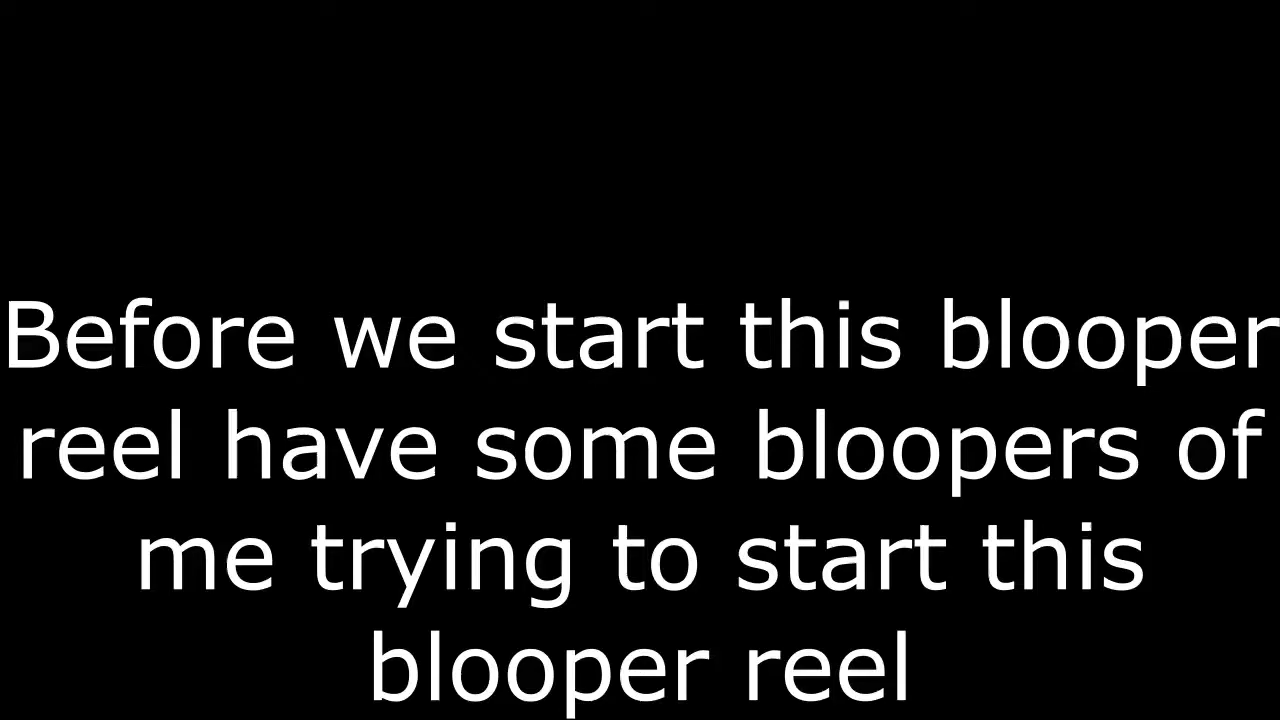 Before we start this blooper
reel have some bloopers of
me trying to start this
blooper reel